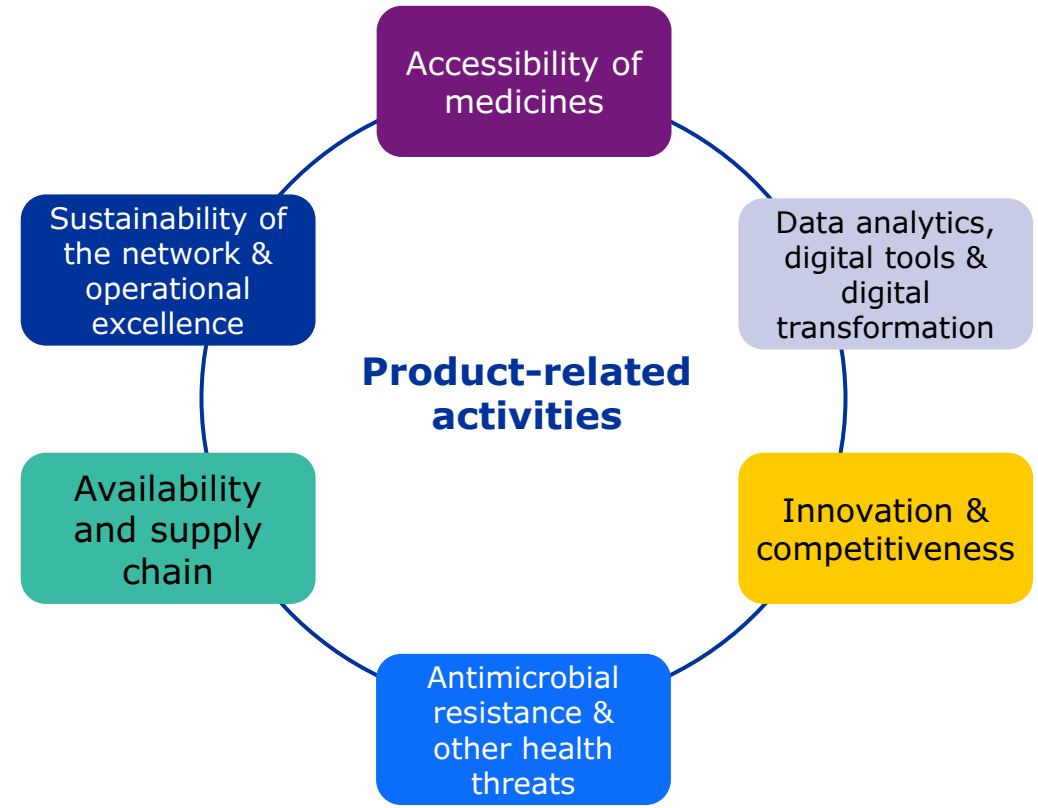 Accessibility of
medicines
Data analytics,
digital tools &
digital
transformation
Innovation &
competitiveness
Antimicrobial
resistance &
other health
threats
Availability
and supply
chain
Sustainability of
the network &
operational
excellence
Product-related
activities